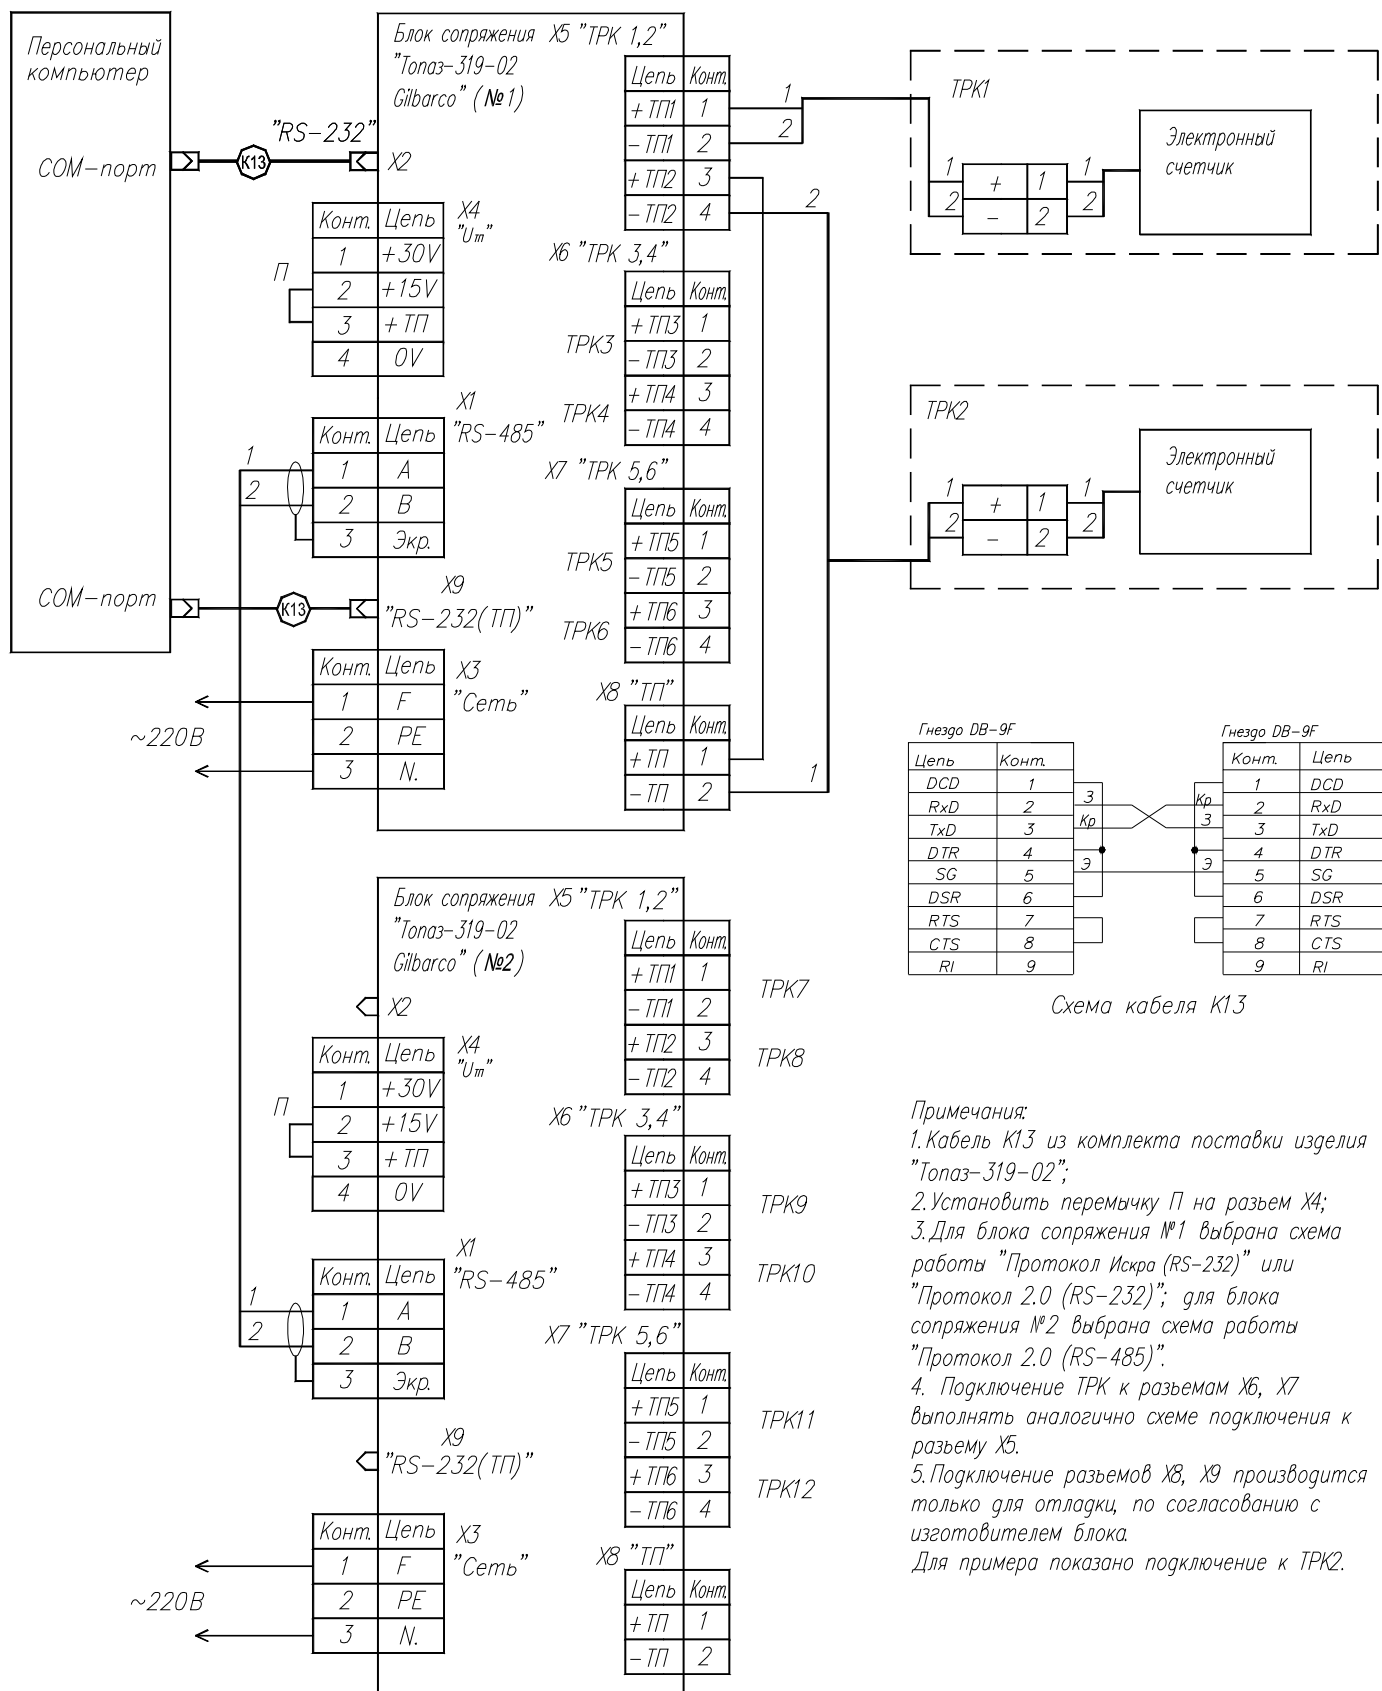 Персональный
компьютер
COM-порт
COM-порт
"RS-232"
К13
К13
Блок сопряжения
"Топаз-319-02
Gilbarco" (№1)
X2
Конт. Цепь
1 +30V
2 +15V
3 +ТП
4 0V
X4
"Uтп"
П
Конт. Цепь
1 A
2 B
3 Экр.
X1
"RS-485"
1
2
X9
"RS-232(ТП)"
Конт. Цепь
1 F
2 PE
3 N.
X3
"Сеть"
~220В
X5 "ТРК 1,2"
Цепь Конт.
+ТП1 1
-ТП1 2
+ТП2 3
-ТП2 4
1
2
2
1
X6 "ТРК 3,4"
Цепь Конт.
+ТП3 1
-ТП3 2
+ТП4 3
-ТП4 4
ТРК3
ТРК4
X7 "ТРК 5,6"
Цепь Конт.
+ТП5 1
-ТП5 2
+ТП6 3
-ТП6 4
ТРК5
ТРК6
X8 "ТП"
Цепь Конт.
+ТП 1
-ТП 2
ТРК1
1 + 1 1
2 - 2 2
Электронный
счетчик
ТРК2
1 + 1 1
2 - 2 2
Электронный
счетчик
Гнездо DB-9F
Цепь Конт.
DCD 1
RxD 2
TxD 3
DTR 4
SG 5
DSR 6
RTS 7
CTS 8
RI 9
З
Кр
Э
Кр
З
Э
Гнездо DB-9F
Конт. Цепь
1 DCD
2 RxD
3 TxD
4 DTR
5 SG
6 DSR
7 RTS
8 CTS
9 RI
Схема кабеля К13
Блок сопряжения
"Топаз-319-02
Gilbarco" (№2)
X2
Конт. Цепь
1 +30V
2 +15V
3 +ТП
4 0V
X4
"Uтп"
П
Конт. Цепь
1 A
2 B
3 Экр.
X1
"RS-485"
1
2
X9
"RS-232(ТП)"
Конт. Цепь
1 F
2 PE
3 N.
X3
"Сеть"
~220В
X5 "ТРК 1,2"
Цепь Конт.
+ТП1 1
-ТП1 2
+ТП2 3
-ТП2 4
ТРК7
ТРК8
X6 "ТРК 3,4"
Цепь Конт.
+ТП3 1
-ТП3 2
+ТП4 3
-ТП4 4
ТРК9
ТРК10
X7 "ТРК 5,6"
Цепь Конт.
+ТП5 1
-ТП5 2
+ТП6 3
-ТП6 4
ТРК11
ТРК12
X8 "ТП"
Цепь Конт.
+ТП 1
-ТП 2
Примечания:
1.Кабель К13 из комплекта поставки изделия
"Топаз-319-02";
2.Установить перемычку П на разъем X4;
3.Для блока сопряжения №1 выбрана схема
работы "Протокол Искра (RS-232)" или
"Протокол 2.0 (RS-232)"; для блока
сопряжения №2 выбрана схема работы
"Протокол 2.0 (RS-485)".
4. Подключение ТРК к разъемам X6, X7
выполнять аналогично схеме подключения к
разъему X5.
5.Подключение разъемов X8, X9 производится
только для отладки, по согласованию с
изготовителем блока.
Для примера показано подключение к ТРК2.